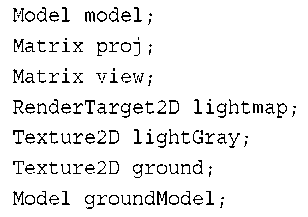 Model model;
Matrix proj;
Matrix view;
RenderTarget2D lightmap;
Texture2D lightGray;
Texture2D ground;
Model groundModel;